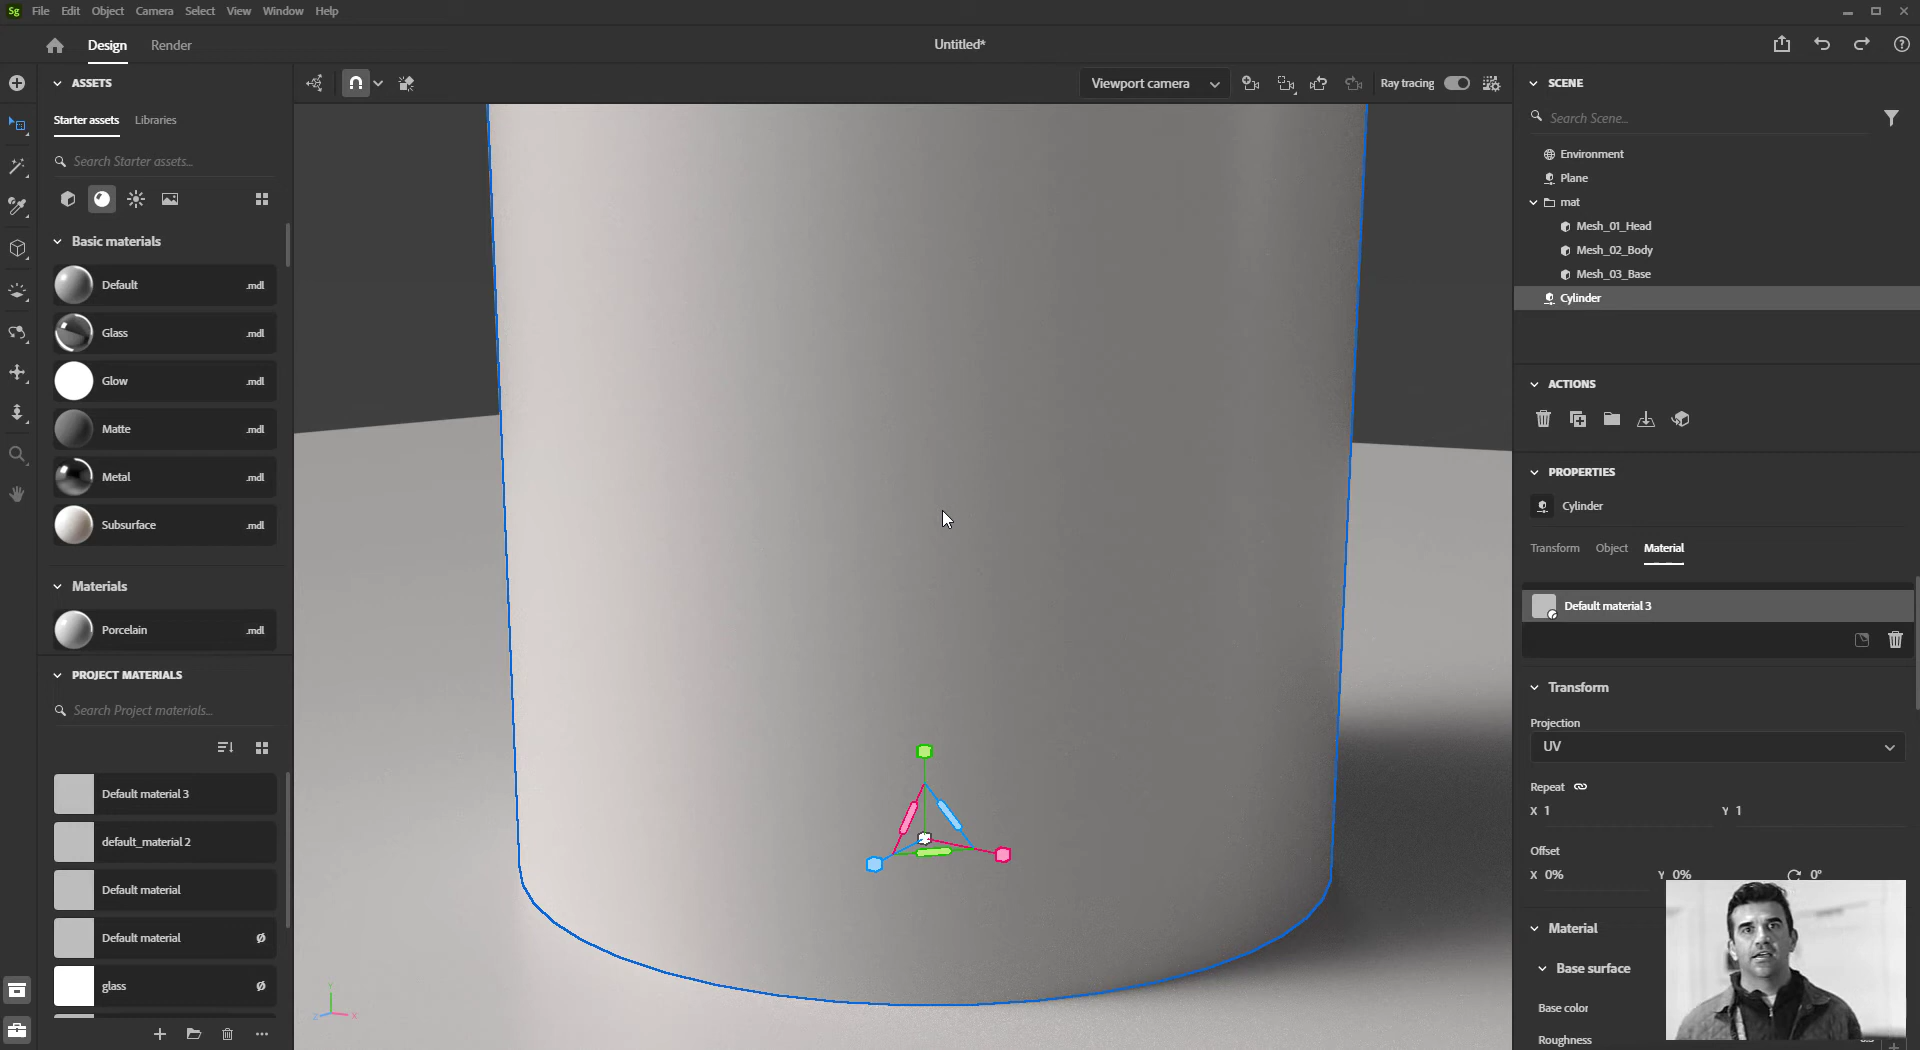 Sg File Edit Object Camera Select View Window Help
Design Render Untitled*
ASSETS
Starter assets Libraries
Search Starter assets...
Basic materials
Default .mdl
Glass .mdl
Glow .mdl
Matte .mdl
Metal .mdl
Subsurface .mdl
Materials
Porcelain .mdl
PROJECT MATERIALS
Search Project materials...
Default material 3
default_material 2
Default material
Default material
glass
Viewport camera Ray tracing
Y
Z X
SCENE
Search Scene...
Environment
Plane
mat
Mesh_01_Head
Mesh_02_Body
Mesh_03_Base
Cylinder
ACTIONS
PROPERTIES
Cylinder
Transform Object Material
Default material 3
Transform
Projection
UV
Repeat
X 1 Y 1
Offset
X 0% Y 0% 0°
Material
Base surface
Base color
Roughness